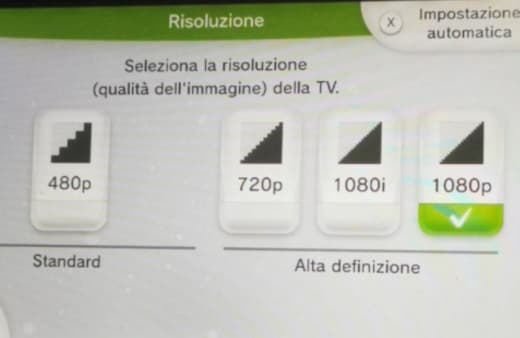 Risoluzione
X Impostazione
automatica
Seleziona la risoluzione
(qualità dell'immagine) della TV.
480p 720p 1080i 1080p
Standard Alta definizione